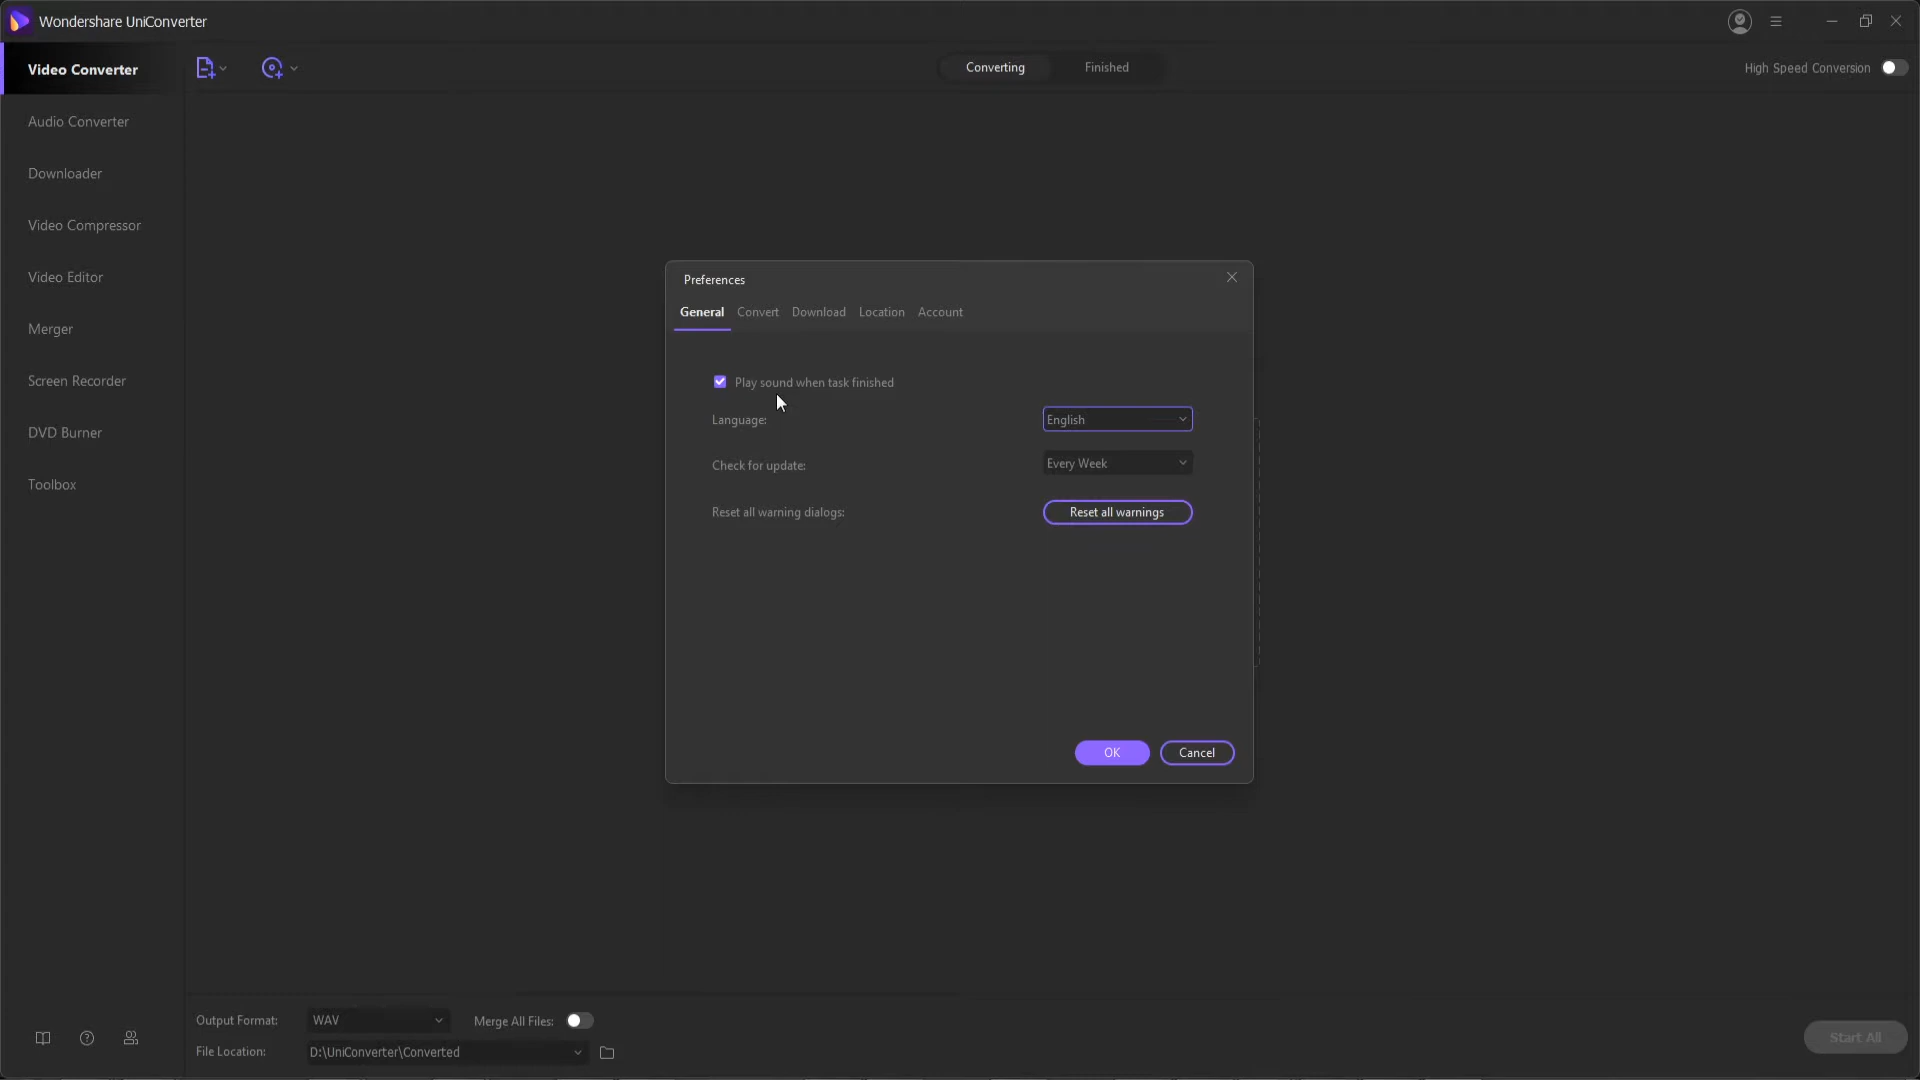 Wondershare UniConverter
Video Converter
Converting
Finished
High Speed Conversion
Audio Converter
Downloader
Video Compressor
Video Editor
Merger
Screen Recorder
DVD Burner
Toolbox
Preferences
General Convert Download Location Account
Play sound when task finished
Language: English
Check for update: Every Week
Reset all warning dialogs: Reset all warnings
OK Cancel
Output Format: WAV Merge All Files:
File Location: D:\UniConverter\Converted
Start All